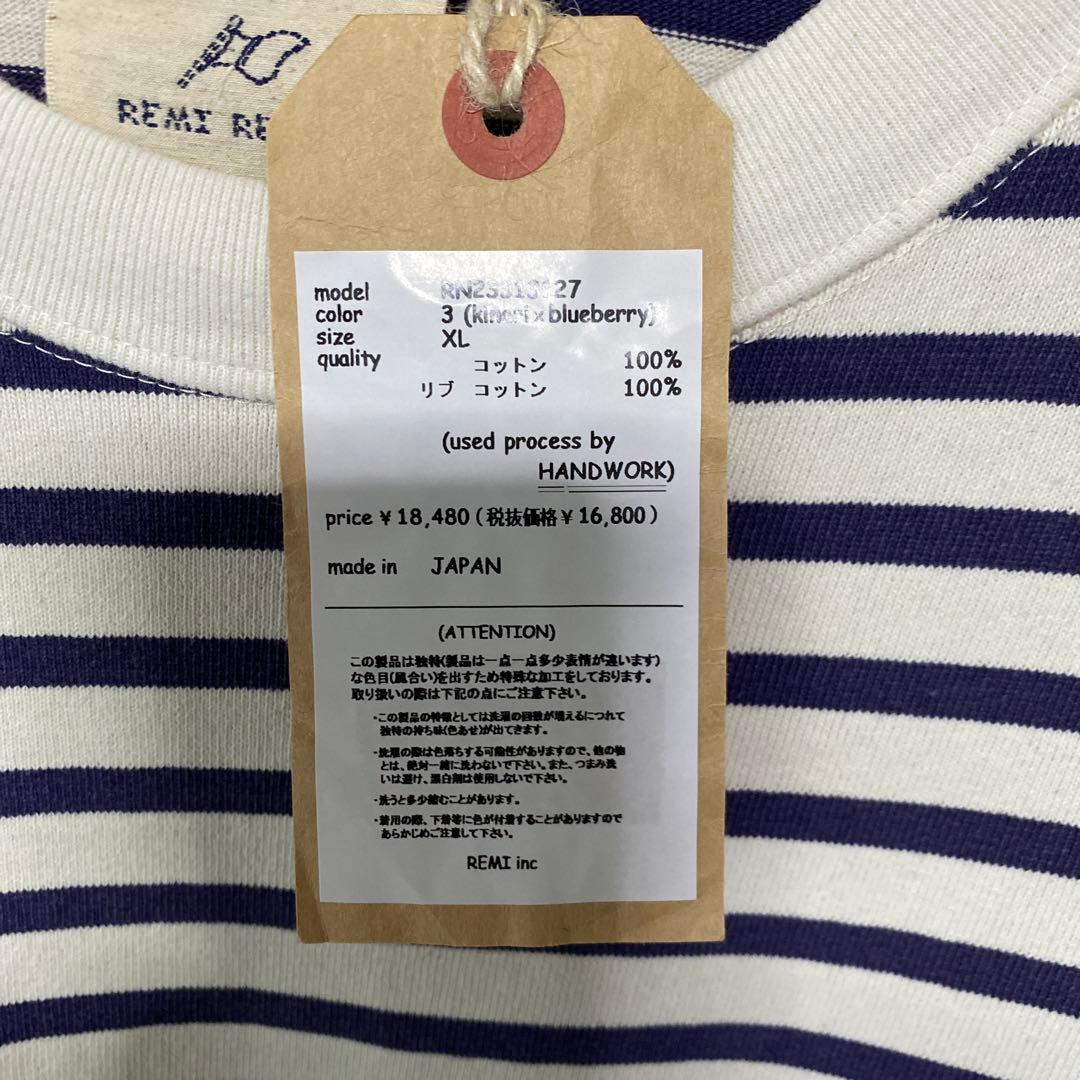 REMI RE
model
color 3 (kinari×blueberry)
size XL
quality コットン 100%
リブ コットン 100%
(used process by
HANDWORK)
price ¥18,480(税抜価格¥16,800)
made in JAPAN
(ATTENTION)
この製品は独特(製品は一点一点多少表情が違います)
な色目(風合い)を出すため特殊な加工をしております。
取り扱いの際は下記の点にご注意下さい。
・この製品の特徴としては洗濯の回数が増えるにつれて
独特の持ち味(色あせ)が出てきます。
・洗濯の際は色落ちする可能性がありますので、他の物
とは、絶対一緒に洗わないで下さい。また、つまみ洗
いは避け、漂白剤は使用しないで下さい。
・洗うと多少縮むことがあります。
・着用の際、下着等に色が付着することがありますので
あらかじめご注意して下さい。
REMI inc